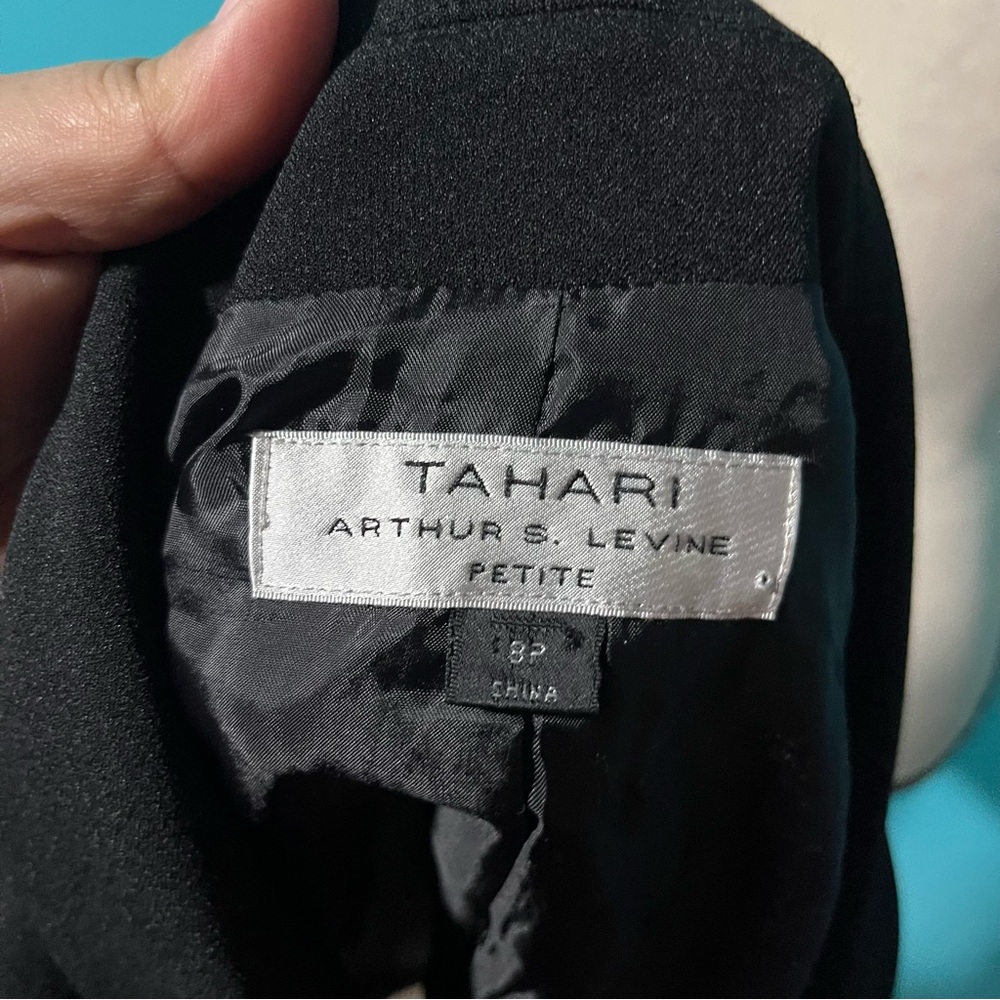 TAHARI
ARTHUR S. LEVINE
PETITE
8P
CHINA